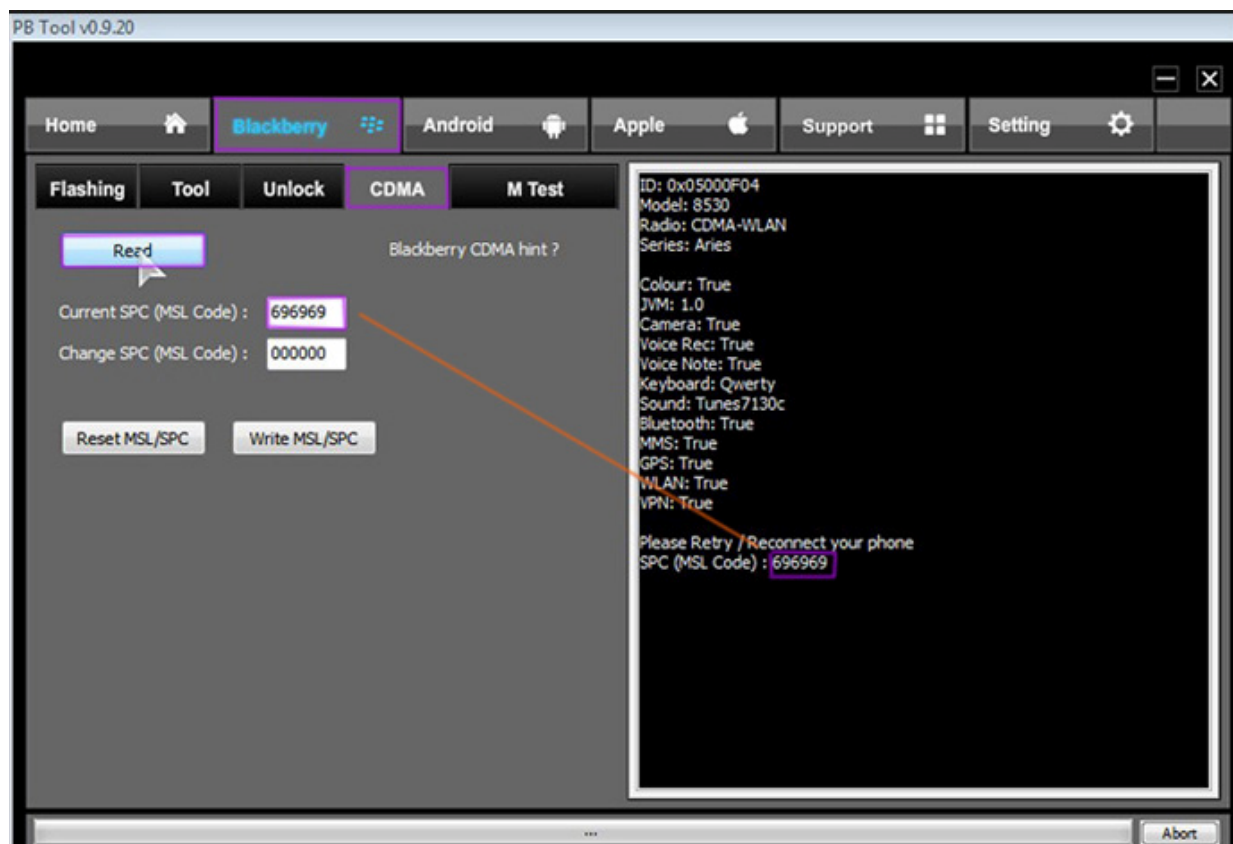 PB Tool v0.9.20
Home Blackberry Android Apple Support Setting
Flashing Tool Unlock CDMA M Test
Read Blackberry CDMA hint ?
Current SPC (MSL Code) : 696969
Change SPC (MSL Code) : 000000
Reset MSL/SPC Write MSL/SPC
ID: 0x05000F04
Model: 8530
Radio: CDMA-WLAN
Series: Aries
Colour: True
JVM: 1.0
Camera: True
Voice Rec: True
Voice Note: True
Keyboard: Qwerty
Sound: Tunes7130c
Bluetooth: True
MMS: True
GPS: True
WLAN: True
VPN: True
Please Retry / Reconnect your phone
SPC (MSL Code) : 696969
... Abort